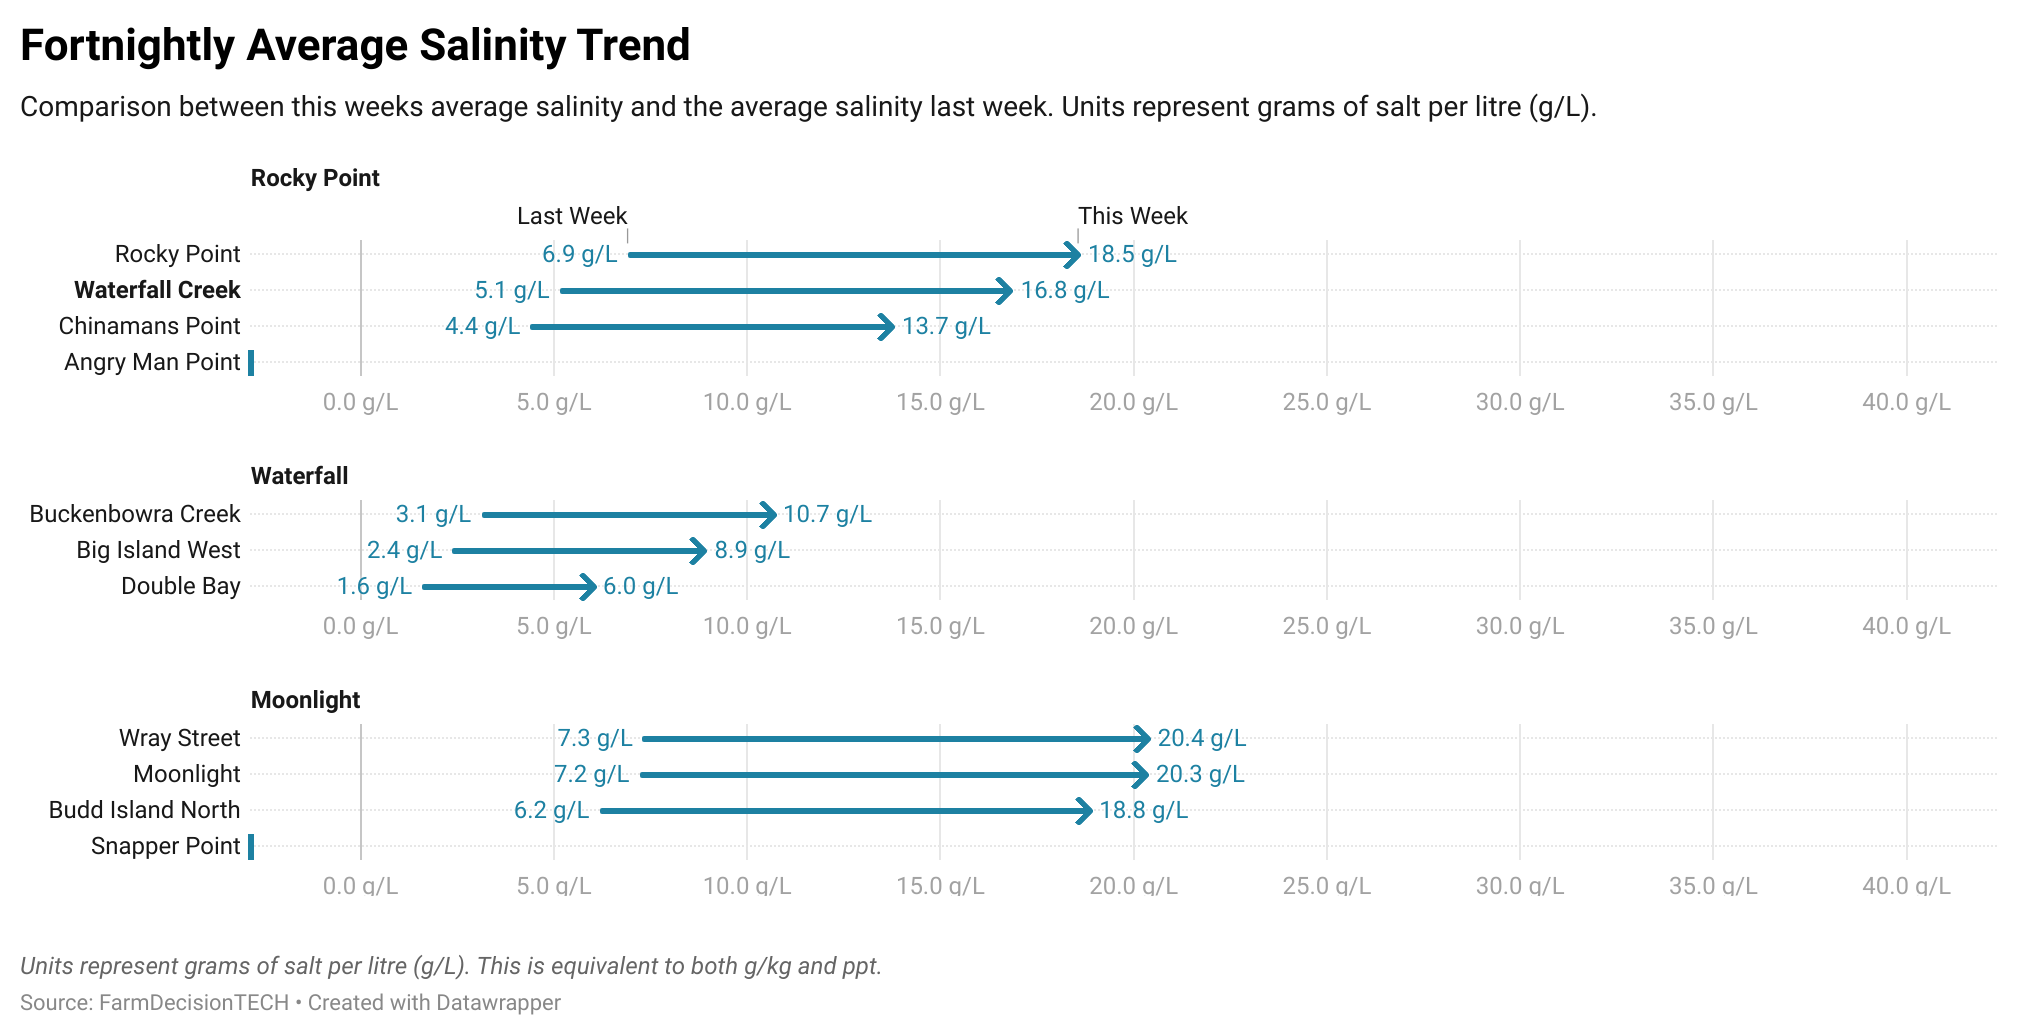 Fortnightly Average Salinity Trend
Comparison between this weeks average salinity and the average salinity last week. Units represent grams of salt per litre (g/L).
Rocky Point
Last Week This Week
Rocky Point 6.9 g/L 18.5 g/L
Waterfall Creek 5.1 g/L 16.8 g/L
Chinamans Point 4.4 g/L 13.7 g/L
Angry Man Point
0.0 g/L 5.0 g/L 10.0 g/L 15.0 g/L 20.0 g/L 25.0 g/L 30.0 g/L 35.0 g/L 40.0 g/L
Waterfall
Buckenbowra Creek 3.1 g/L 10.7 g/L
Big Island West 2.4 g/L 8.9 g/L
Double Bay 1.6 g/L 6.0 g/L
0.0 g/L 5.0 g/L 10.0 g/L 15.0 g/L 20.0 g/L 25.0 g/L 30.0 g/L 35.0 g/L 40.0 g/L
Moonlight
Wray Street 7.3 g/L 20.4 g/L
Moonlight 7.2 g/L 20.3 g/L
Budd Island North 6.2 g/L 18.8 g/L
Snapper Point
0.0 g/L 5.0 g/L 10.0 g/L 15.0 g/L 20.0 g/L 25.0 g/L 30.0 g/L 35.0 g/L 40.0 g/L
Units represent grams of salt per litre (g/L). This is equivalent to both g/kg and ppt.
Source: FarmDecisionTECH • Created with Datawrapper